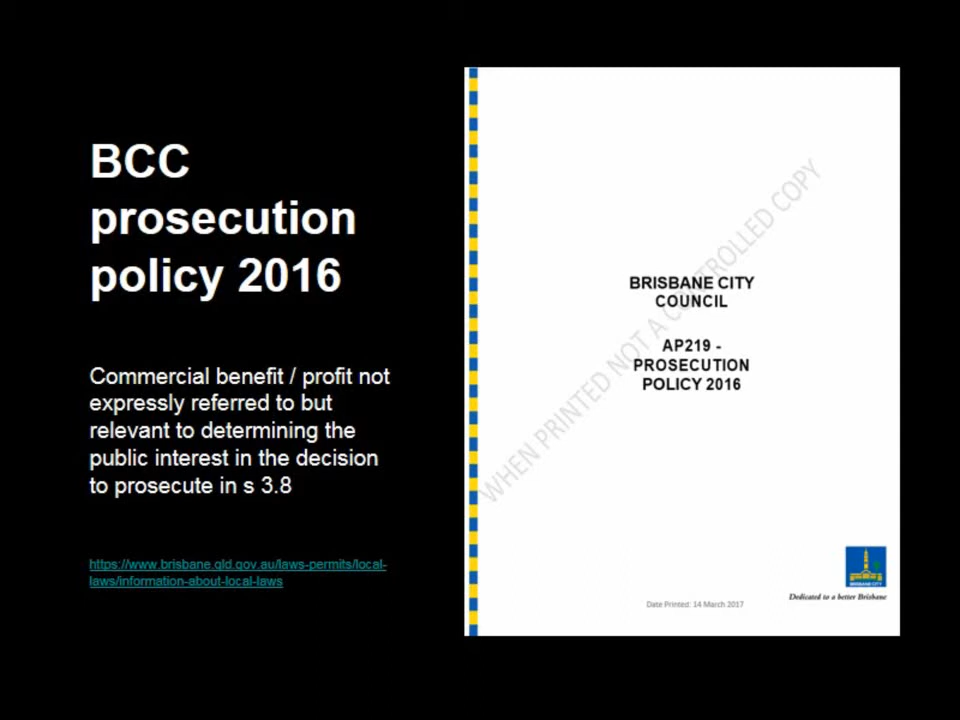 BCC
prosecution
policy 2016
Commercial benefit / profit not
expressly referred to but
relevant to determining the
public interest in the decision
to prosecute in s 3.8
https://www.brisbane.qld.gov.au/laws-permits/local-
laws/information-about-local-laws
WHEN PRINTED NOT A CONTROLLED COPY
BRISBANE CITY
COUNCIL
AP219 -
PROSECUTION
POLICY 2016
BRISBANE CITY
Dedicated to a better Brisbane
Date Printed: 14 March 2017